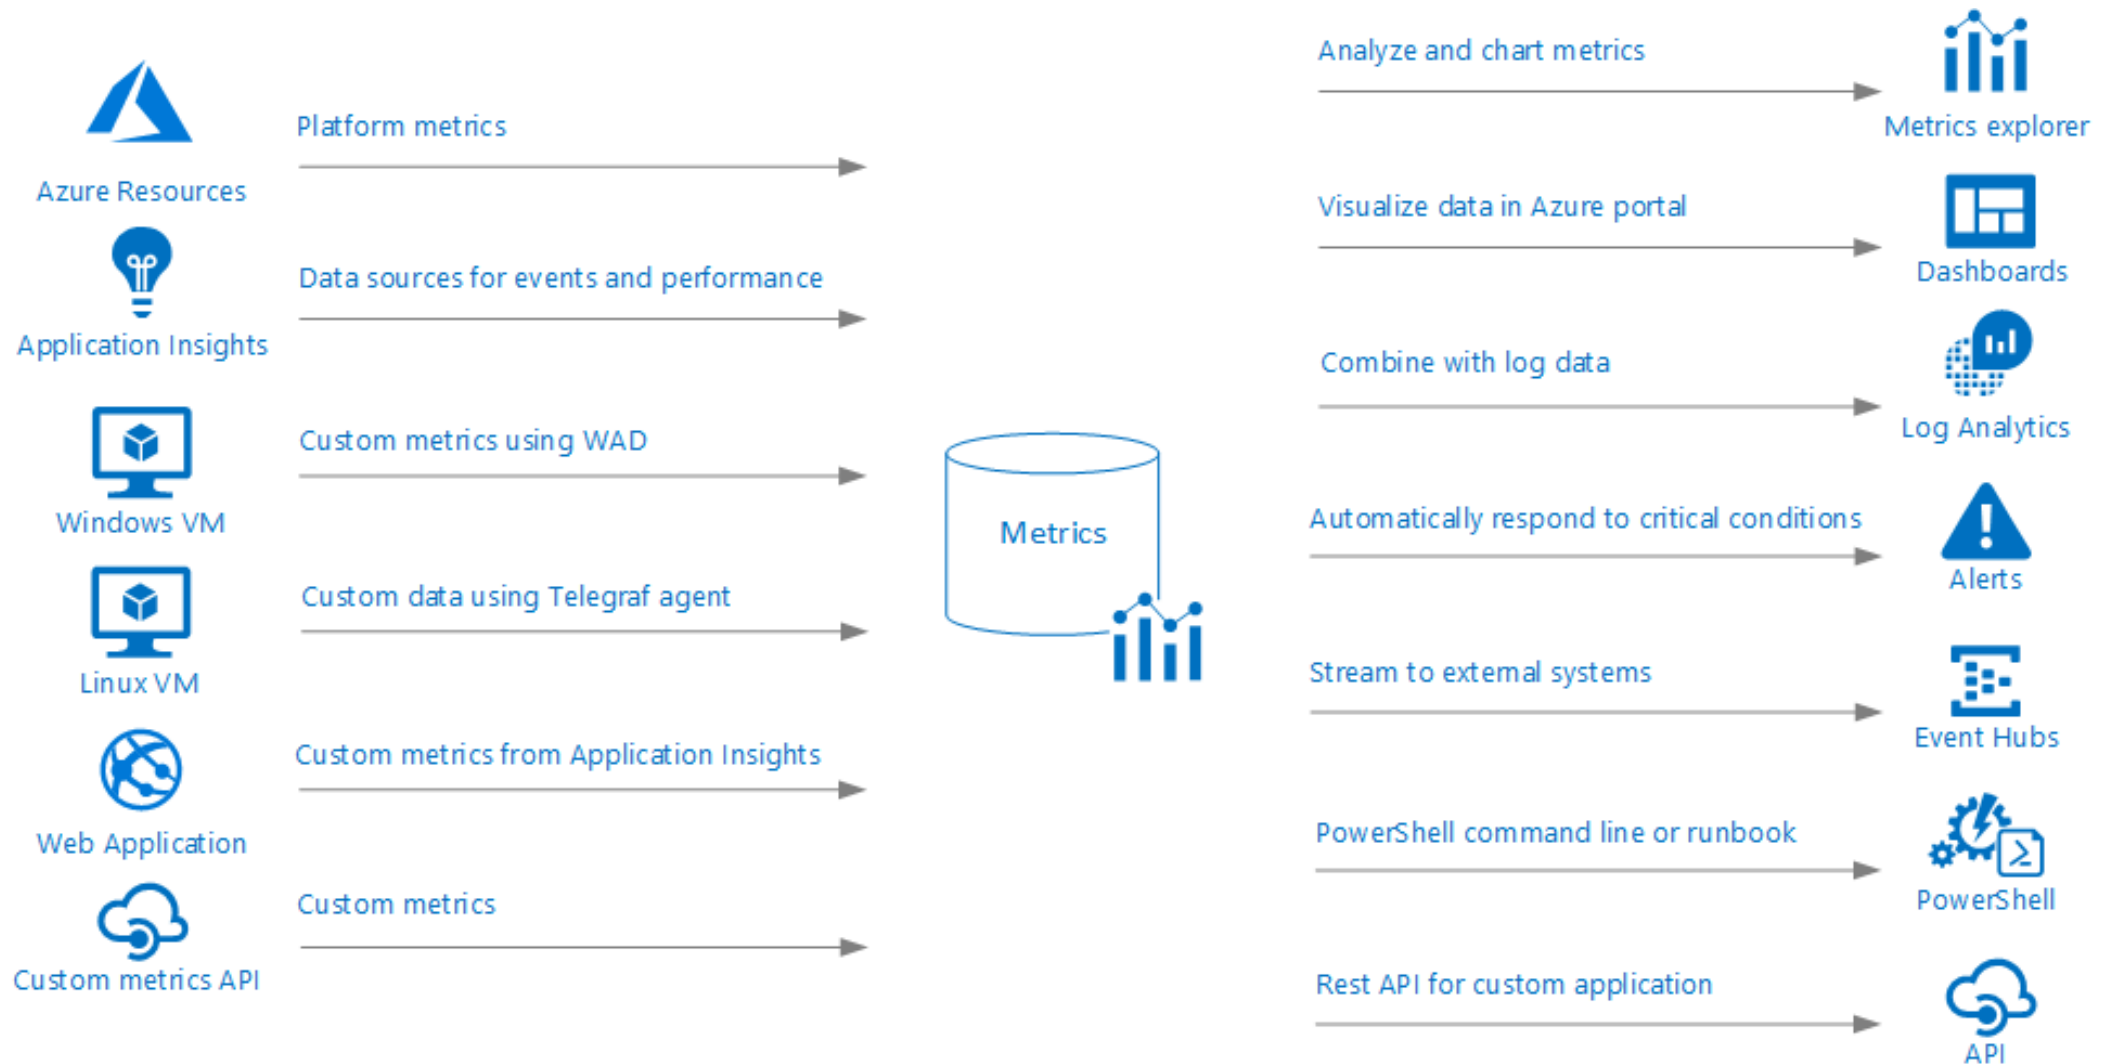 Platform metrics
Azure Resources
Data sources for events and performance
Application Insights
Custom metrics using WAD
Windows VM
Custom data using Telegraf agent
Linux VM
Custom metrics from Application Insights
Web Application
Custom metrics
Custom metrics API
Metrics
Analyze and chart metrics
Metrics explorer
Visualize data in Azure portal
Dashboards
Combine with log data
Log Analytics
Automatically respond to critical conditions
Alerts
Stream to external systems
Event Hubs
PowerShell command line or runbook
PowerShell
Rest API for custom application
API